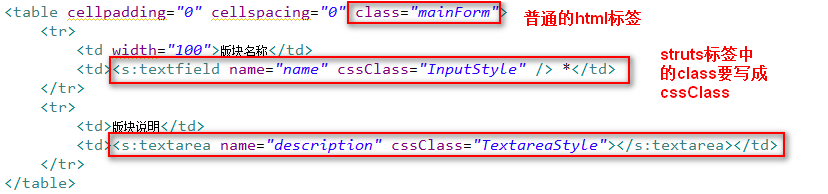 <table cellpadding="0" cellspacing="0" class="mainForm">
普通的html标签
<tr>
<td width="100">版块名称</td>
<td><s:textfield name="name" cssClass="InputStyle" /> *</td>
struts标签中
的class要写成
cssClass
</tr>
<tr>
<td>版块说明</td>
<td><s:textarea name="description" cssClass="TextareaStyle"></s:textarea></td>
</tr>
</table>